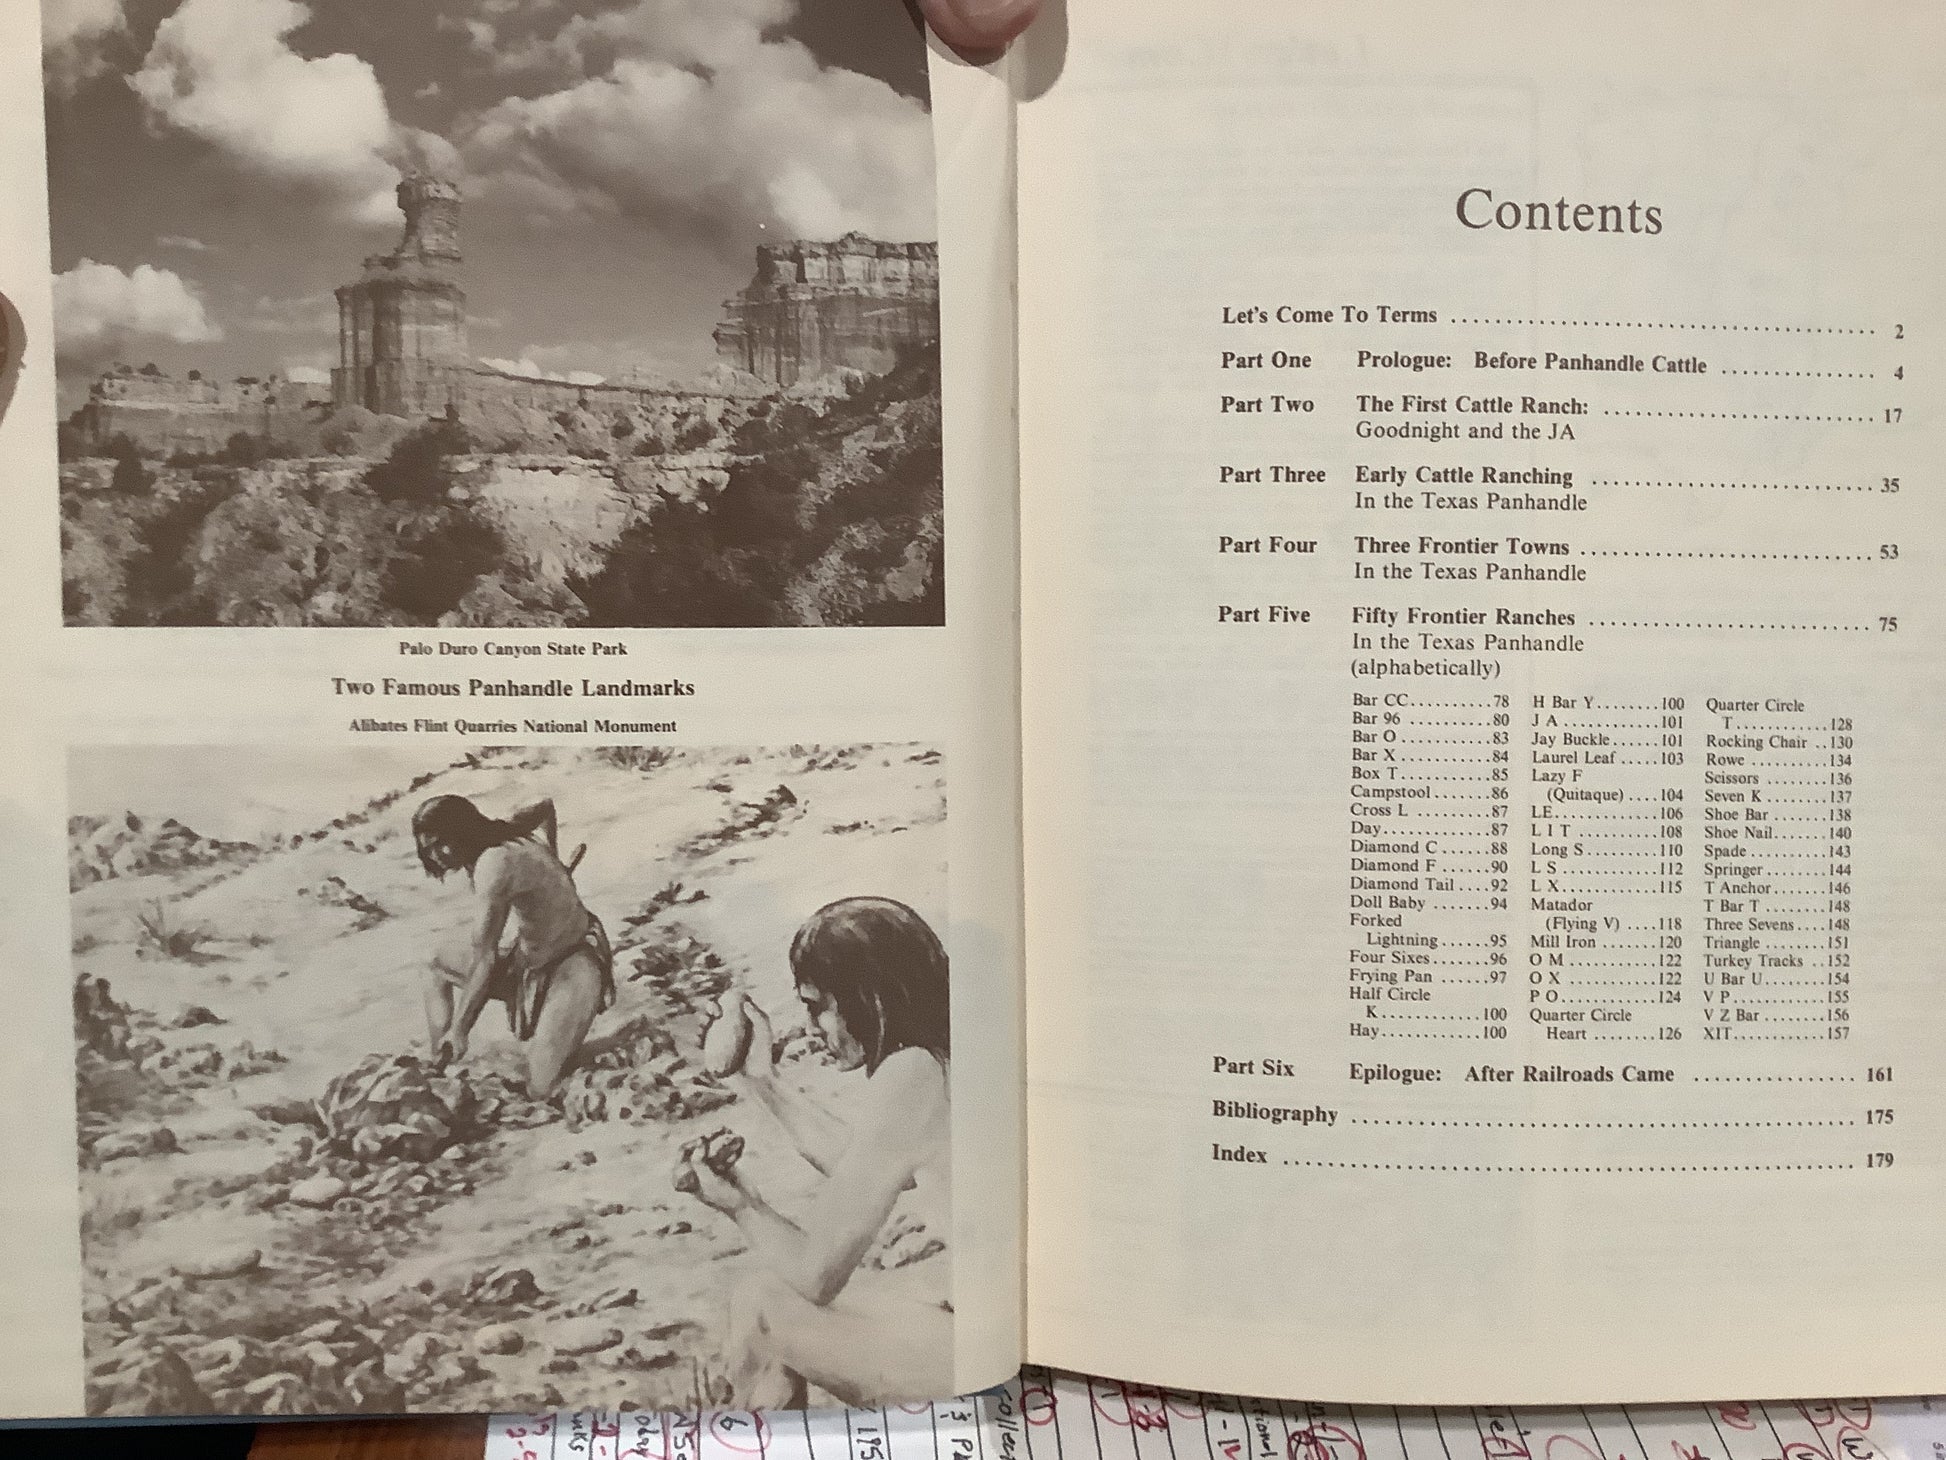 Palo Duro Canyon State Park
Two Famous Panhandle Landmarks
Alibates Flint Quarries National Monument
Contents
Let's Come To Terms ........................................ 2
Part One Prologue: Before Panhandle Cattle ............... 4
Part Two The First Cattle Ranch: ......................... 17
Goodnight and the JA
Part Three Early Cattle Ranching .......................... 35
In the Texas Panhandle
Part Four Three Frontier Towns ........................... 53
In the Texas Panhandle
Part Five Fifty Frontier Ranches .......................... 75
In the Texas Panhandle
(alphabetically)
Bar CC..........78
Bar 96 ..........80
Bar O ...........83
Bar X ...........84
Box T...........85
Campstool.......86
Cross L .........87
Day.............87
Diamond C ......88
Diamond F ......90
Diamond Tail ....92
Doll Baby .......94
Forked
Lightning......95
Four Sixes.......96
Frying Pan ......97
Half Circle
K............100
Hay............100
H Bar Y........100
J A ............101
Jay Buckle......101
Laurel Leaf .....103
Lazy F
(Quitaque) ....104
LE.............106
L I T ..........108
Long S.........110
L S ............112
L X............115
Matador
(Flying V) ....118
Mill Iron .......120
O M ...........122
O X ...........122
P O............124
Quarter Circle
Heart ........126
Quarter Circle
T............128
Rocking Chair ..130
Rowe ..........134
Scissors ........136
Seven K ........137
Shoe Bar .......138
Shoe Nail.......140
Spade..........143
Springer........144
T Anchor.......146
T Bar T ........148
Three Sevens....148
Triangle ........151
Turkey Tracks ..152
U Bar U........154
V P............155
V Z Bar ........156
XIT............157
Part Six Epilogue: After Railroads Came ................ 161
Bibliography ............................................. 175
Index ................................................... 179